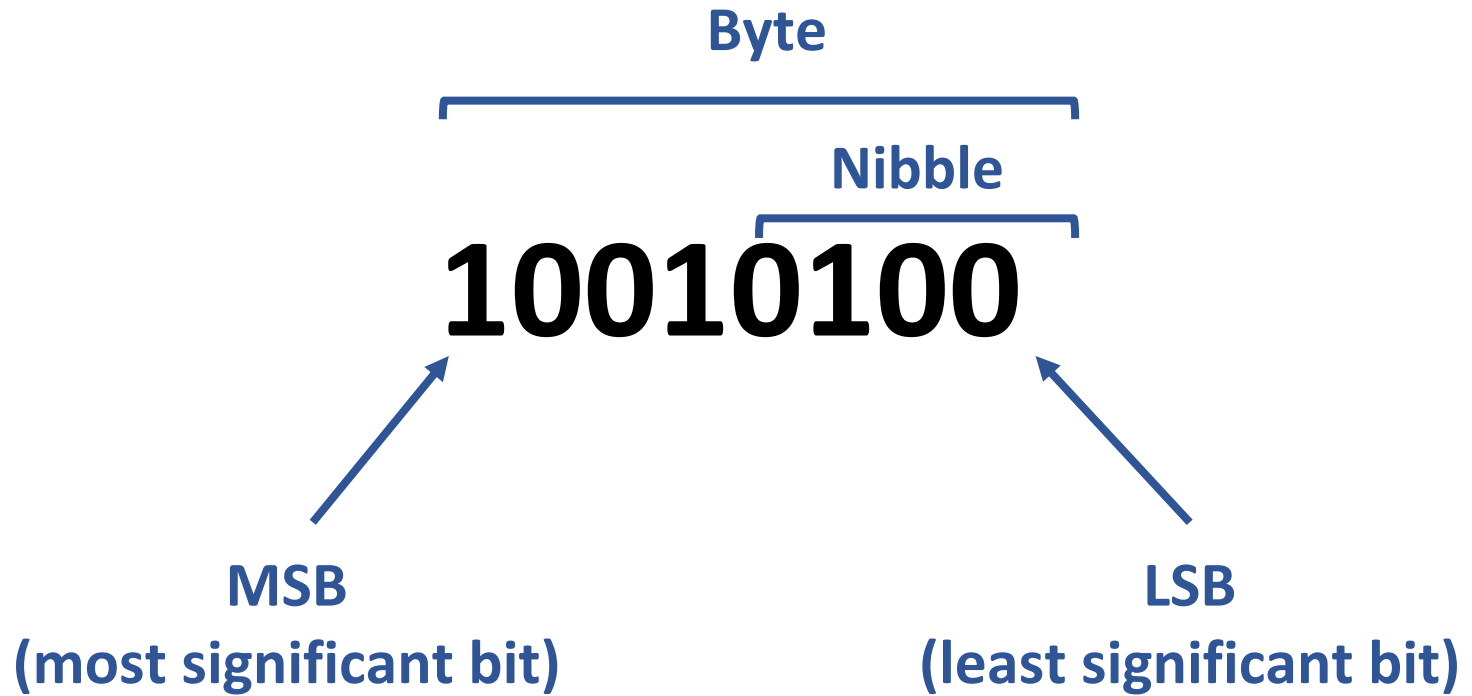 Byte
Nibble
10010100
MSB
(most significant bit)
LSB
(least significant bit)